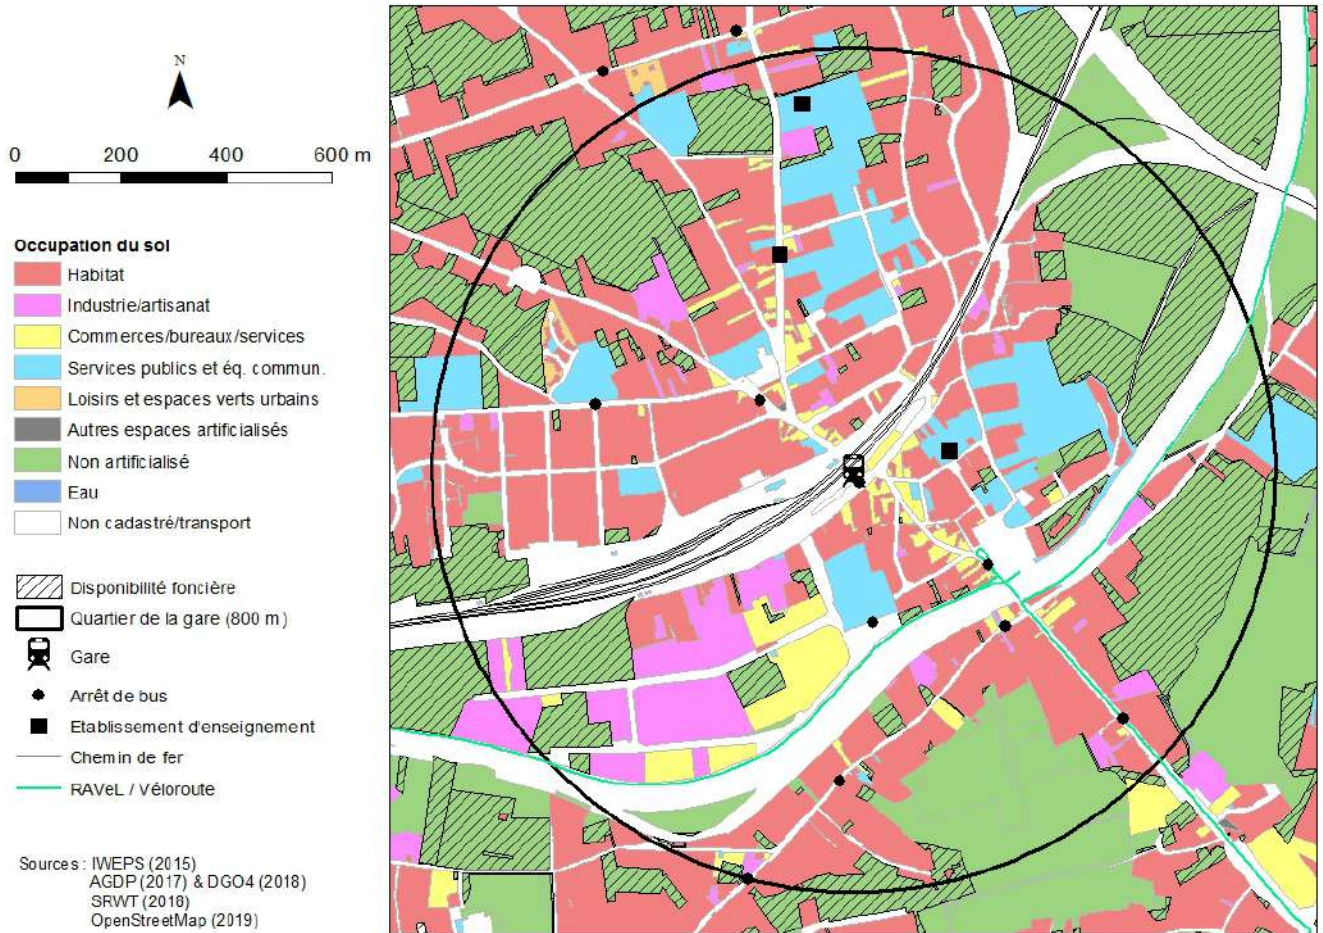 N
0 200 400 600 m
Occupation du sol
Habitat
Industrie/artisanat
Commerces/bureaux/services
Services publics et éq. commun.
Loisirs et espaces verts urbains
Autres espaces artificialisés
Non artificialisé
Eau
Non cadastré/transport
Disponibilité foncière
Quartier de la gare (800 m)
Gare
Arrêt de bus
Etablissement d'enseignement
Chemin de fer
RAVeL / Véloroute
Sources : IWEPS (2015)
AGDP (2017) & DGO4 (2018)
SRWT (2018)
OpenStreetMap (2019)